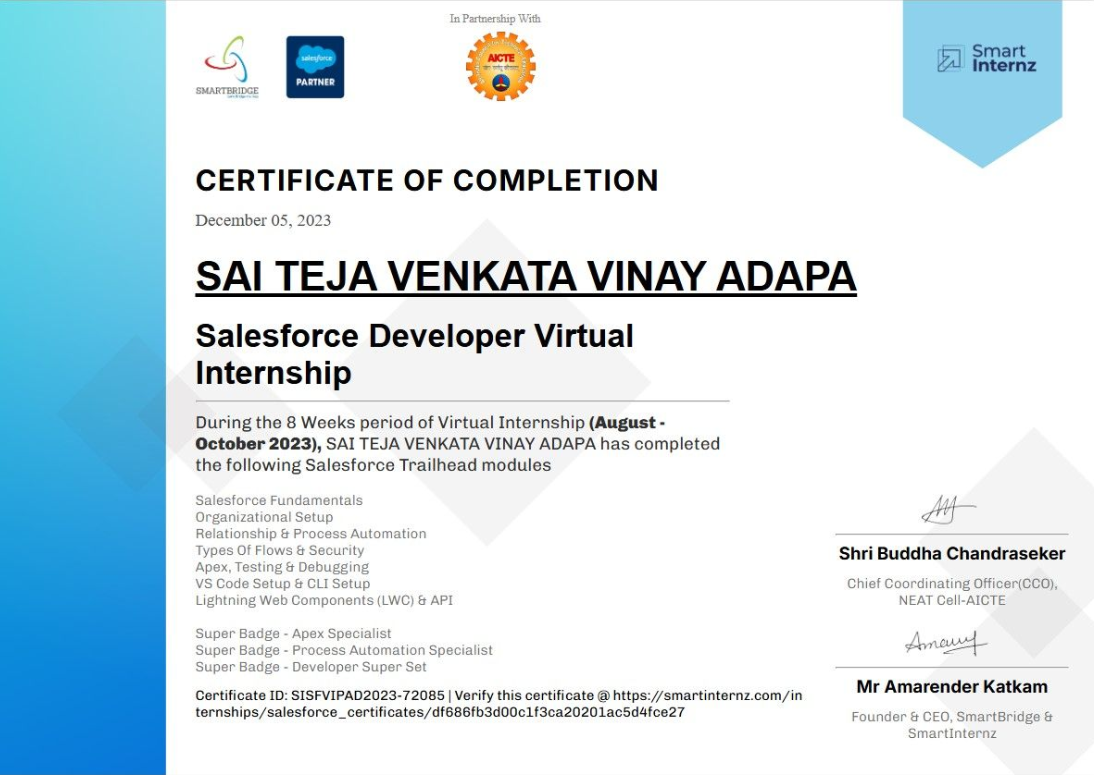 In Partnership With
SMARTBRIDGE
salesforce
PARTNER
AICTE
Smart
Internz
CERTIFICATE OF COMPLETION
December 05, 2023
SAI TEJA VENKATA VINAY ADAPA
Salesforce Developer Virtual
Internship
During the 8 Weeks period of Virtual Internship (August -
October 2023), SAI TEJA VENKATA VINAY ADAPA has completed
the following Salesforce Trailhead modules
Salesforce Fundamentals
Organizational Setup
Relationship & Process Automation
Types Of Flows & Security
Apex, Testing & Debugging
VS Code Setup & CLI Setup
Lightning Web Components (LWC) & API
Super Badge - Apex Specialist
Super Badge - Process Automation Specialist
Super Badge - Developer Super Set
Certificate ID: SISFVIPAD2023-72085 | Verify this certificate @ https://smartinternz.com/in
ternships/salesforce_certificates/df686fb3d00c1f3ca20201ac5d4fce27
Shri Buddha Chandraseker
Chief Coordinating Officer(CCO),
NEAT Cell-AICTE
Mr Amarender Katkam
Founder & CEO, SmartBridge &
SmartInternz